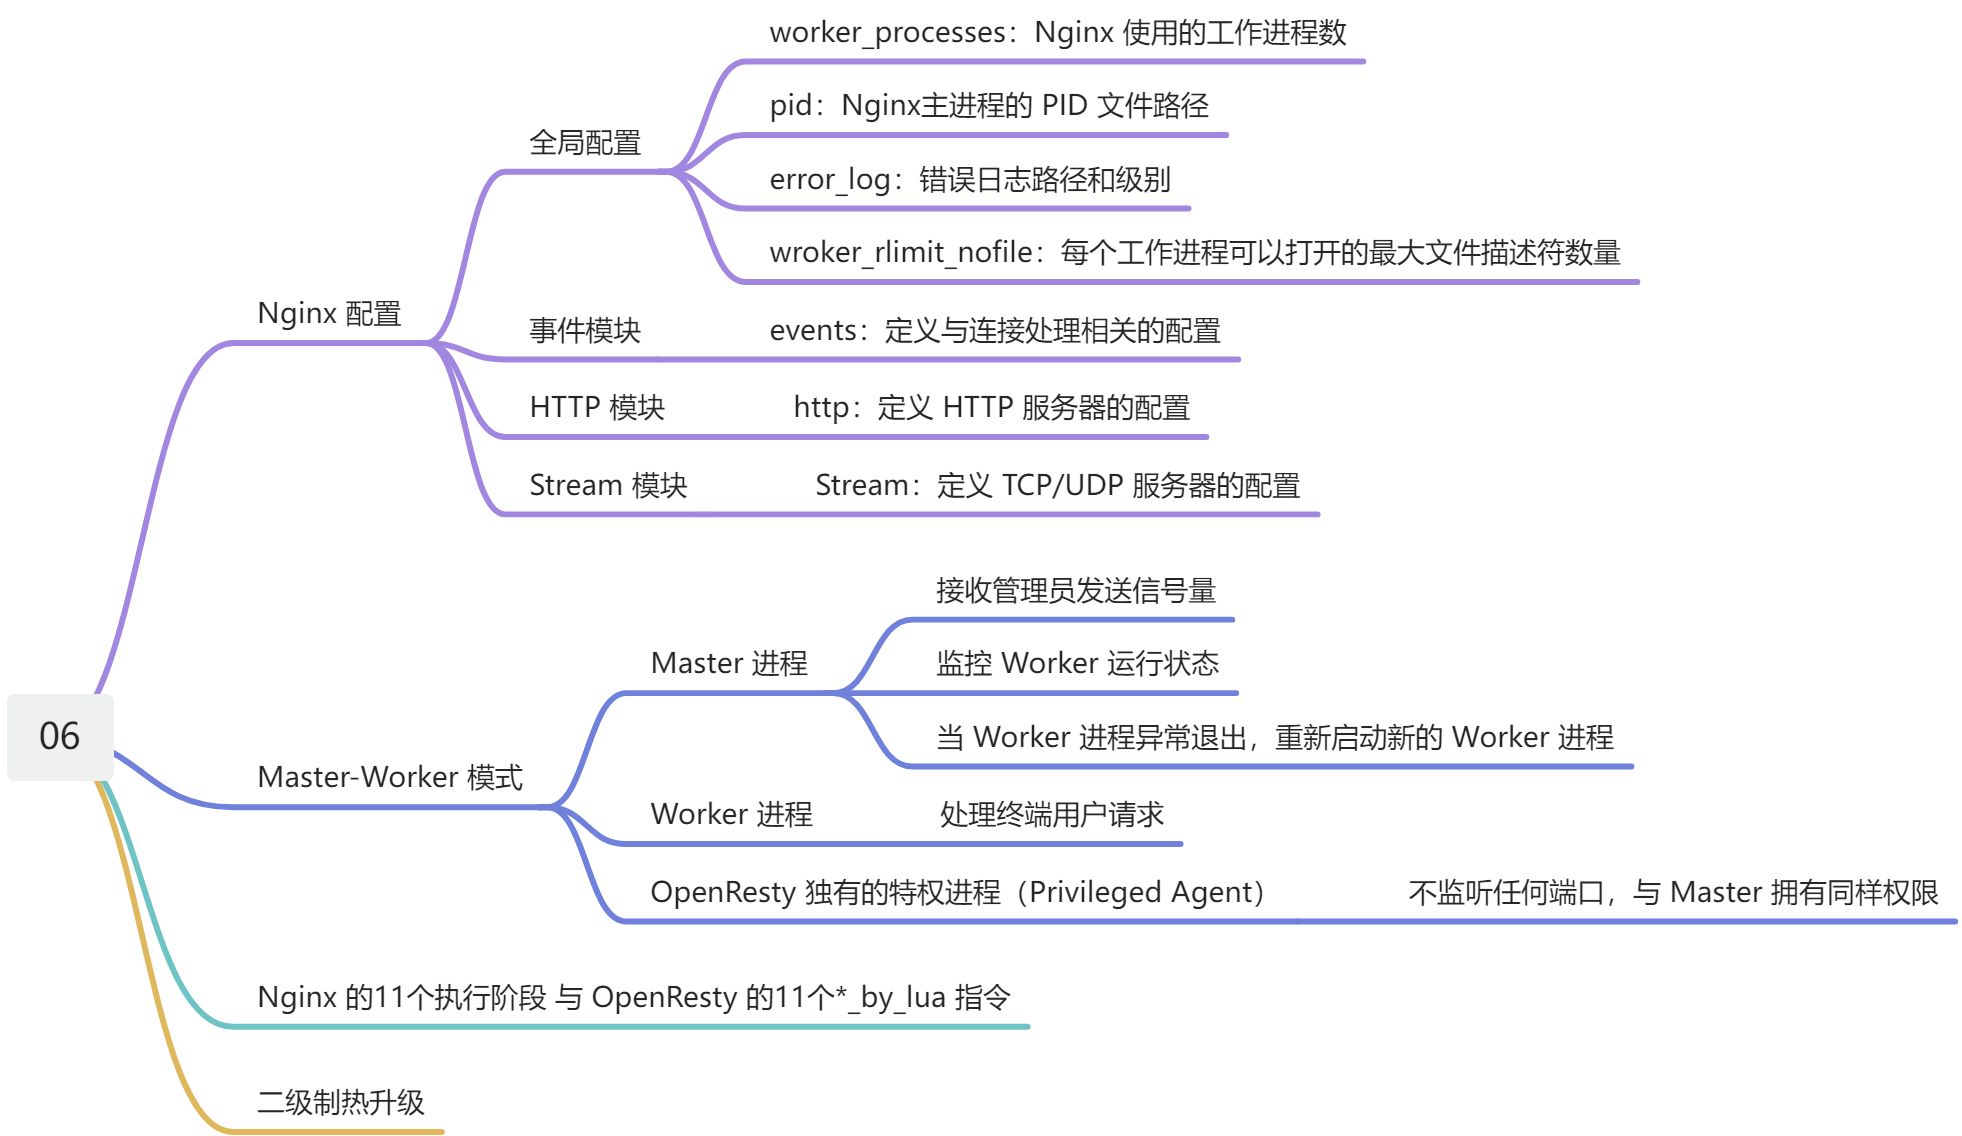 worker_processes：Nginx 使用的工作进程数
pid：Nginx主进程的 PID 文件路径
全局配置
error_log：错误日志路径和级别
wroker_rlimit_nofile：每个工作进程可以打开的最大文件描述符数量
Nginx 配置
事件模块
events：定义与连接处理相关的配置
HTTP 模块
http：定义 HTTP 服务器的配置
Stream 模块
Stream：定义 TCP/UDP 服务器的配置
接收管理员发送信号量
Master 进程
监控 Worker 运行状态
当 Worker 进程异常退出，重新启动新的 Worker 进程
06
Master-Worker 模式
Worker 进程
处理终端用户请求
OpenResty 独有的特权进程（Privileged Agent）
不监听任何端口，与 Master 拥有同样权限
Nginx 的11个执行阶段 与 OpenResty 的11个*_by_lua 指令
二级制热升级